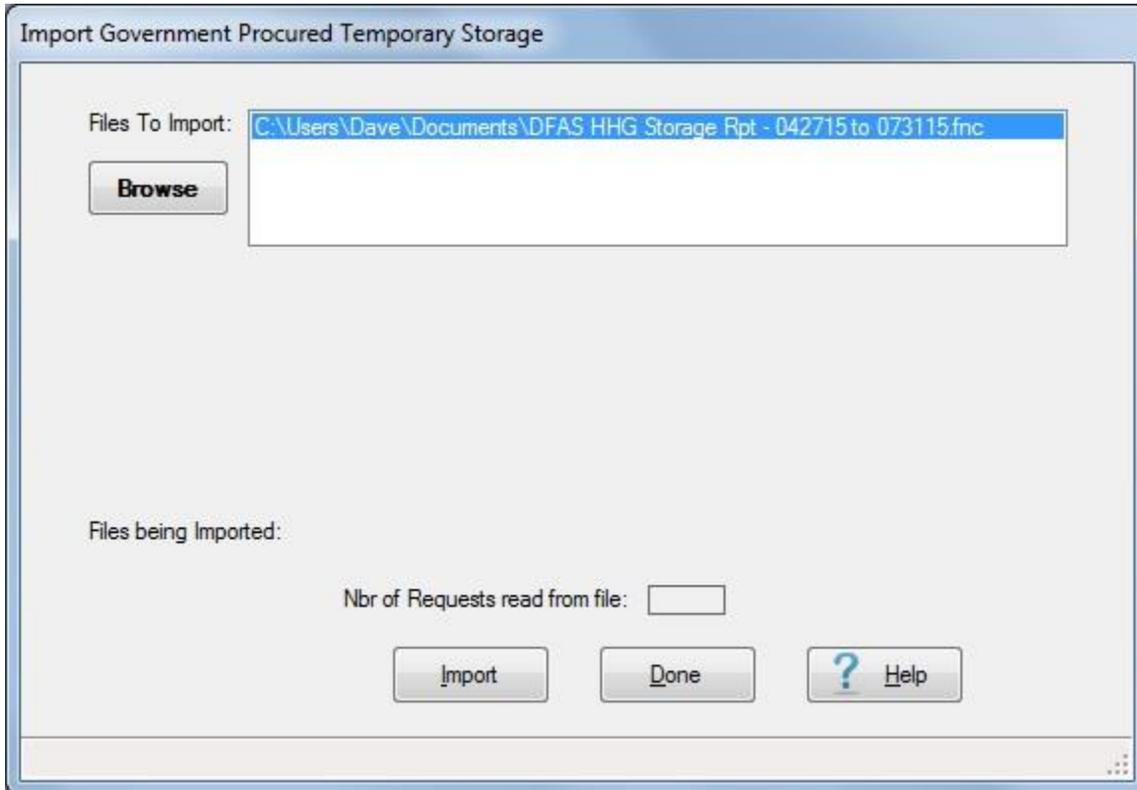 Import Government Procured Temporary Storage
Files To Import:
C:\Users\Dave\Documents\DFAS HHG Storage Rpt - 042715 to 073115.fnc
Browse
Files being Imported:
Nbr of Requests read from file:
Import Done ? Help